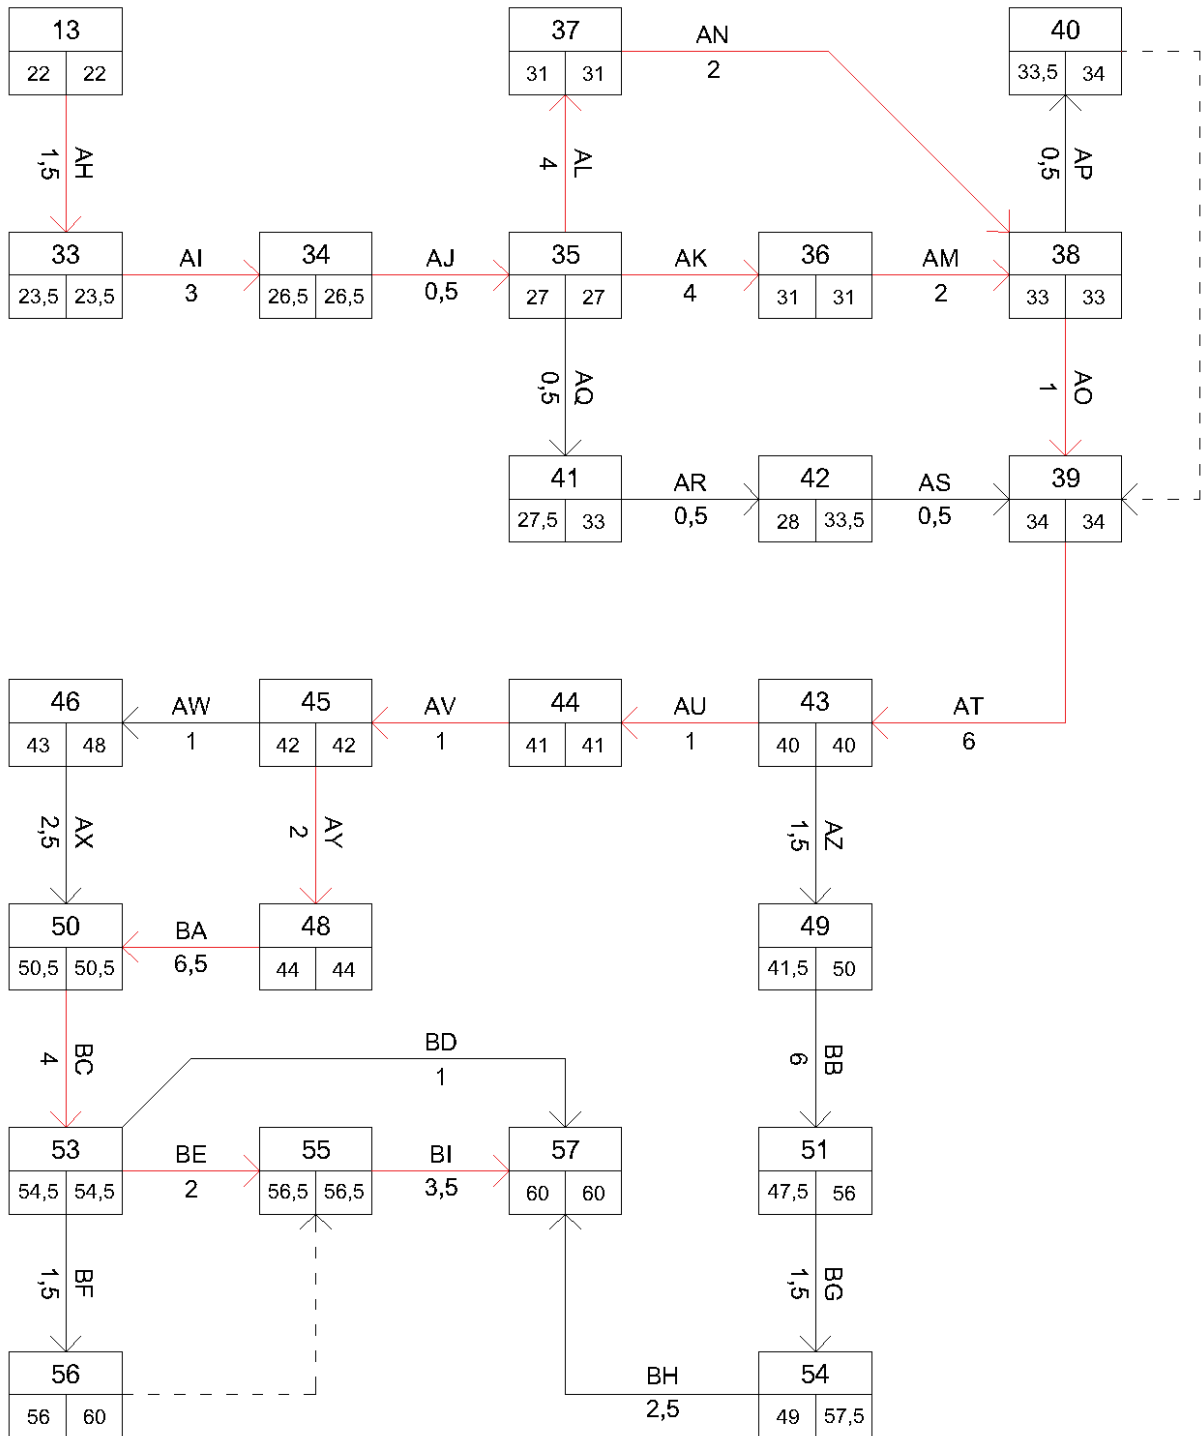 13 37 AN 40
22 22 31 31 2 33,5 34
AH 1,5 AL 4 AP 0,5
33 AI 34 AJ 35 AK 36 AM 38
23,5 23,5 3 26,5 26,5 0,5 27 27 4 31 31 2 33 33
AQ 0,5 AO 1
41 AR 42 AS 39
27,5 33 0,5 28 33,5 0,5 34 34
46 AW 45 AV 44 AU 43 AT
43 48 1 42 42 1 41 41 1 40 40 6
AX 2,5 AY 2 AZ 1,5
50 BA 48 49
50,5 50,5 6,5 44 44 41,5 50
BC 4 BD 1 BB 6
53 BE 55 BI 57 51
54,5 54,5 2 56,5 56,5 3,5 60 60 47,5 56
BF 1,5 BG 1,5
56 BH 54
56 60 2,5 49 57,5